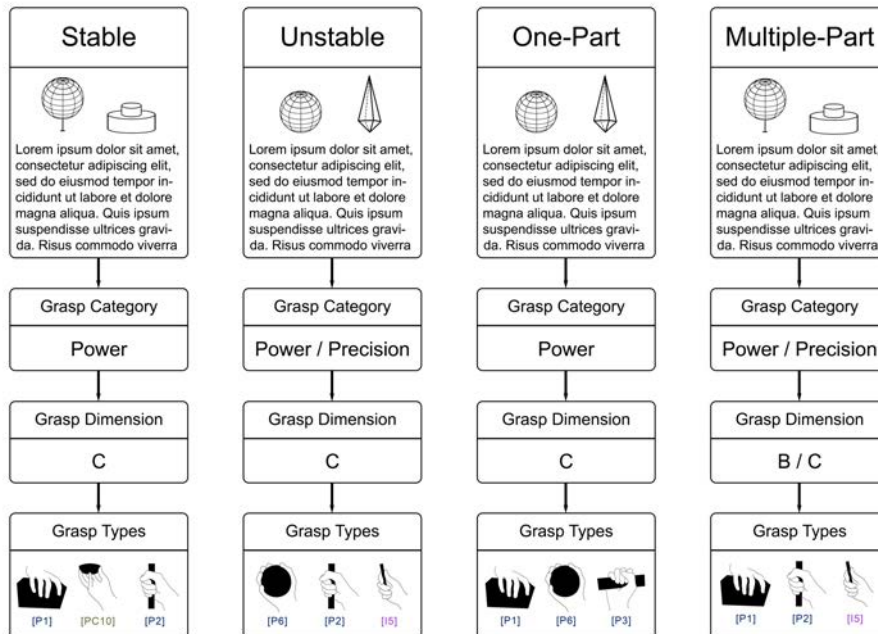 Stable
Lorem ipsum dolor sit amet,
consectetur adipiscing elit,
sed do eiusmod tempor in-
cididunt ut labore et dolore
magna aliqua. Quis ipsum
suspendisse ultrices gravi-
da. Risus commodo viverra
Grasp Category
Power
Grasp Dimension
C
Grasp Types
[P1] [PC10] [P2]
Unstable
Lorem ipsum dolor sit amet,
consectetur adipiscing elit,
sed do eiusmod tempor in-
cididunt ut labore et dolore
magna aliqua. Quis ipsum
suspendisse ultrices gravi-
da. Risus commodo viverra
Grasp Category
Power / Precision
Grasp Dimension
C
Grasp Types
[P6] [P2] [I5]
One-Part
Lorem ipsum dolor sit amet,
consectetur adipiscing elit,
sed do eiusmod tempor in-
cididunt ut labore et dolore
magna aliqua. Quis ipsum
suspendisse ultrices gravi-
da. Risus commodo viverra
Grasp Category
Power
Grasp Dimension
C
Grasp Types
[P1] [P6] [P3]
Multiple-Part
Lorem ipsum dolor sit amet,
consectetur adipiscing elit,
sed do eiusmod tempor in-
cididunt ut labore et dolore
magna aliqua. Quis ipsum
suspendisse ultrices gravi-
da. Risus commodo viverra
Grasp Category
Power / Precision
Grasp Dimension
B / C
Grasp Types
[P1] [P2] [I5]